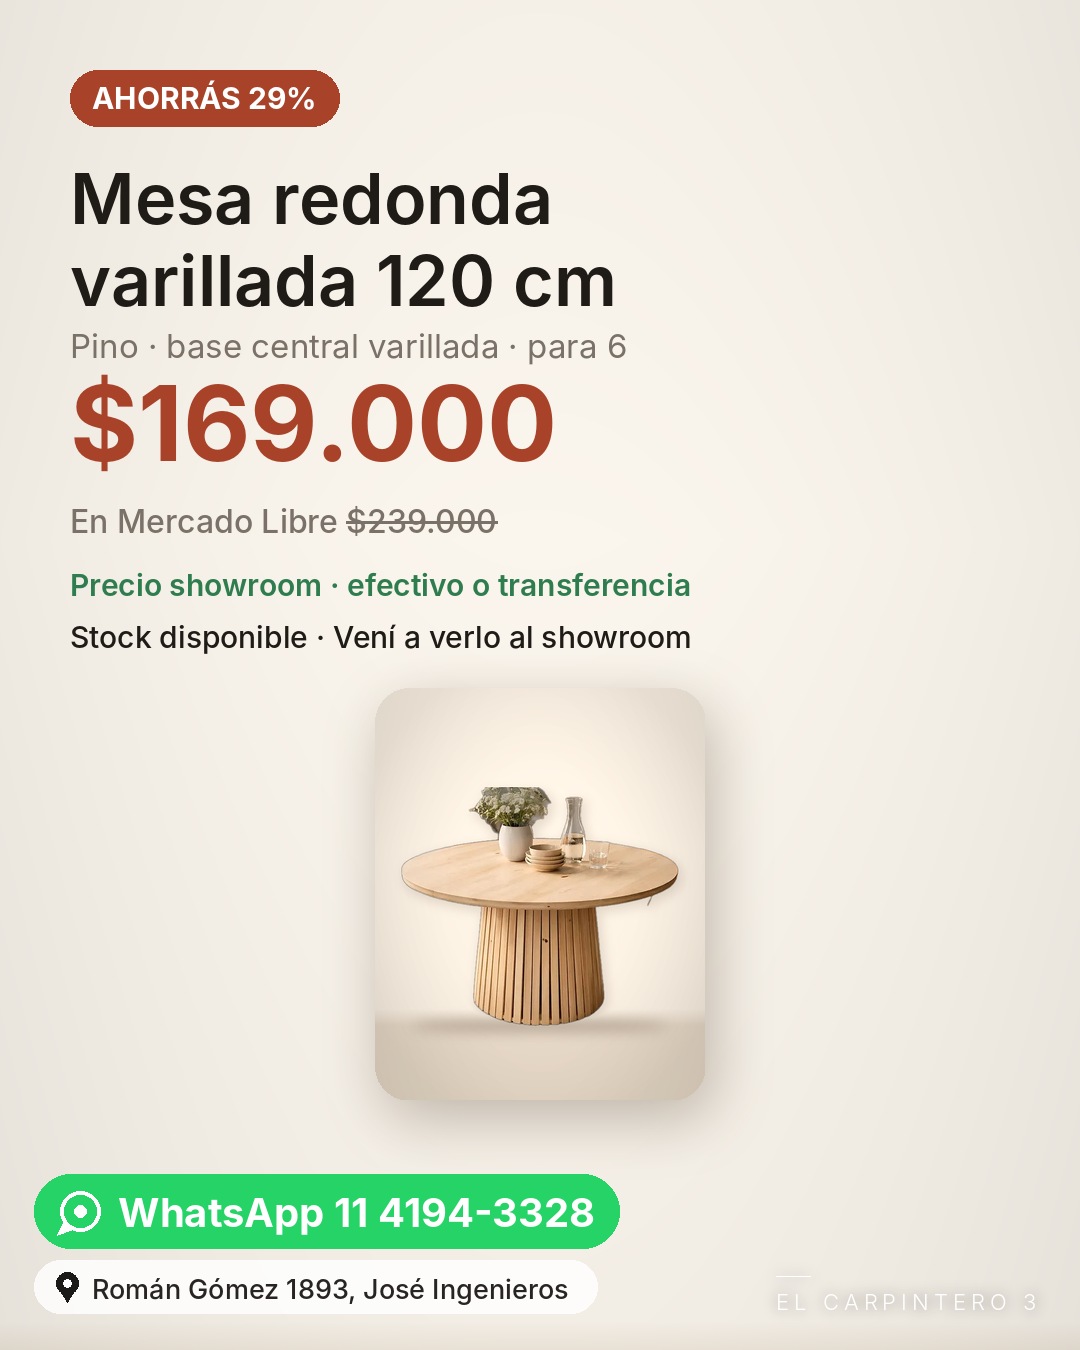 AHORRÁS 29%
Mesa redonda
varillada 120 cm
Pino · base central varillada · para 6
$169.000
En Mercado Libre $239.000
Precio showroom · efectivo o transferencia
Stock disponible · Vení a verlo al showroom
WhatsApp 11 4194-3328
Román Gómez 1893, José Ingenieros
EL CARPINTERO 3